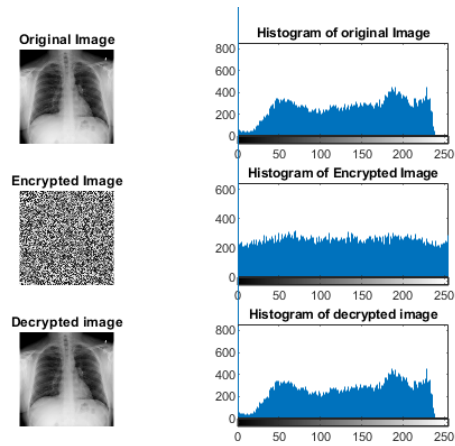 Original Image
Histogram of original Image
800
600
400
200
0
0 50 100 150 200 250
Encrypted Image
Histogram of Encrypted Image
600
400
200
0
0 50 100 150 200 250
Decrypted image
Histogram of decrypted image
800
600
400
200
0
0 50 100 150 200 250